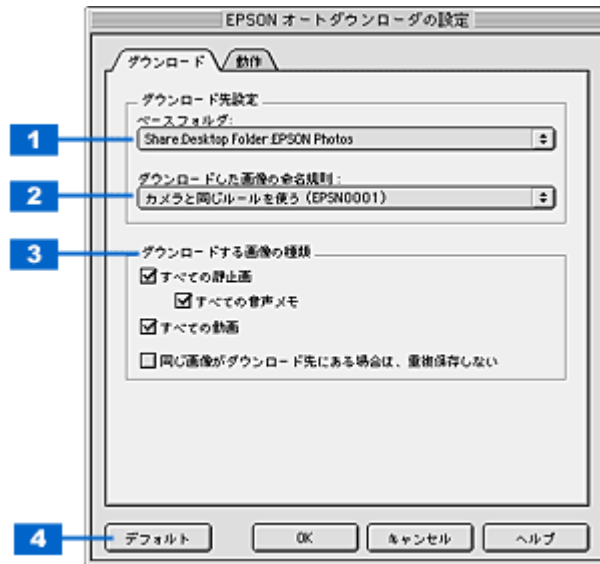 EPSON オートダウンローダの設定
ダウンロード 動作
ダウンロード先設定
ベースフォルダ:
1 Share:Desktop Folder:EPSON Photos
ダウンロードした画像の命名規則:
2 カメラと同じルールを使う (EPSN0001)
3 ダウンロードする画像の種類
すべての静止画
すべての音声メモ
すべての動画
同じ画像がダウンロード先にある場合は、重複保存しない
4 デフォルト OK キャンセル ヘルプ